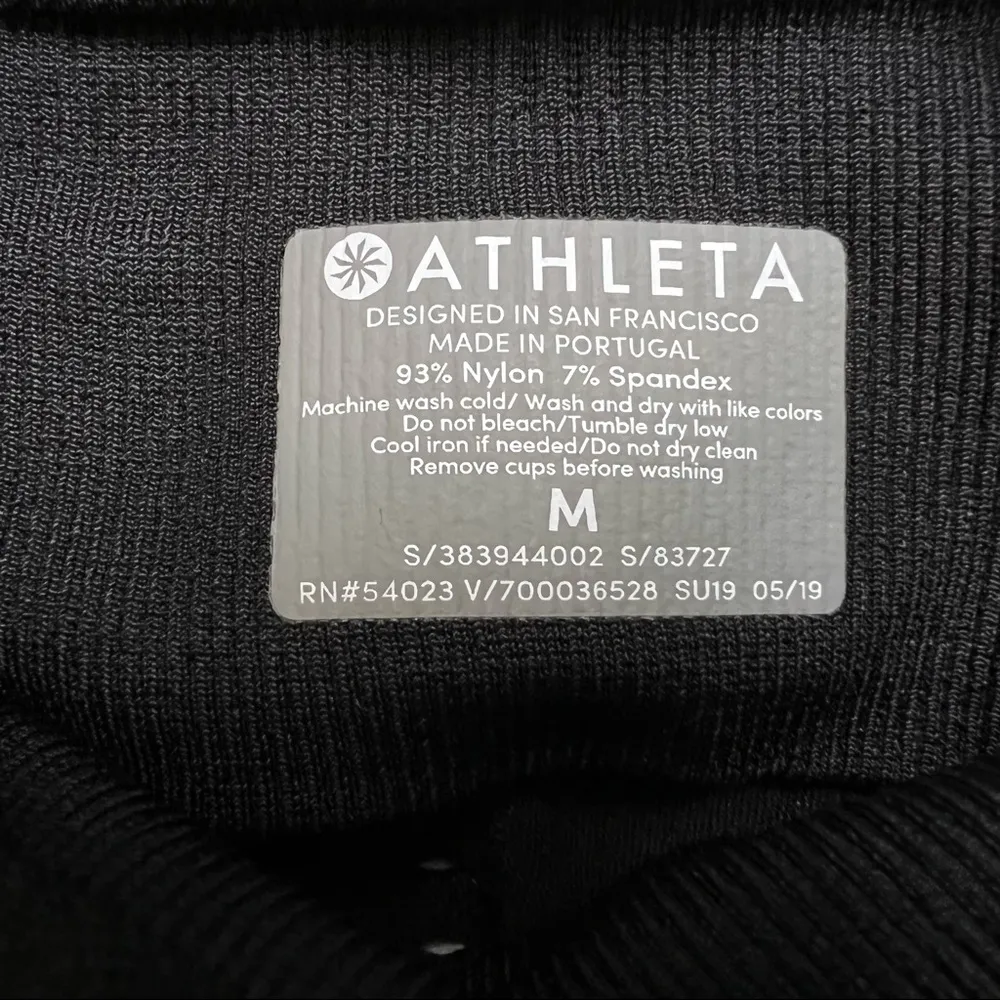 ATHLETA
DESIGNED IN SAN FRANCISCO
MADE IN PORTUGAL
93% Nylon 7% Spandex
Machine wash cold/ Wash and dry with like colors
Do not bleach/Tumble dry low
Cool iron if needed/Do not dry clean
Remove cups before washing
M
S/383944002 S/83727
RN#54023 V/700036528 SU19 05/19